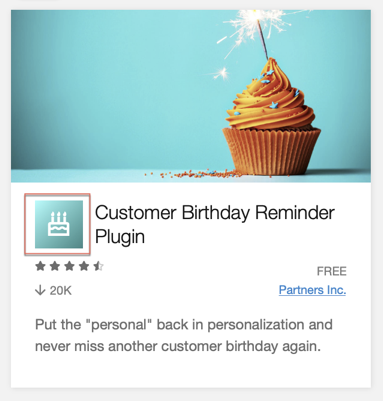 Customer Birthday Reminder
Plugin
FREE
20K
Partners Inc.
Put the "personal" back in personalization and
never miss another customer birthday again.